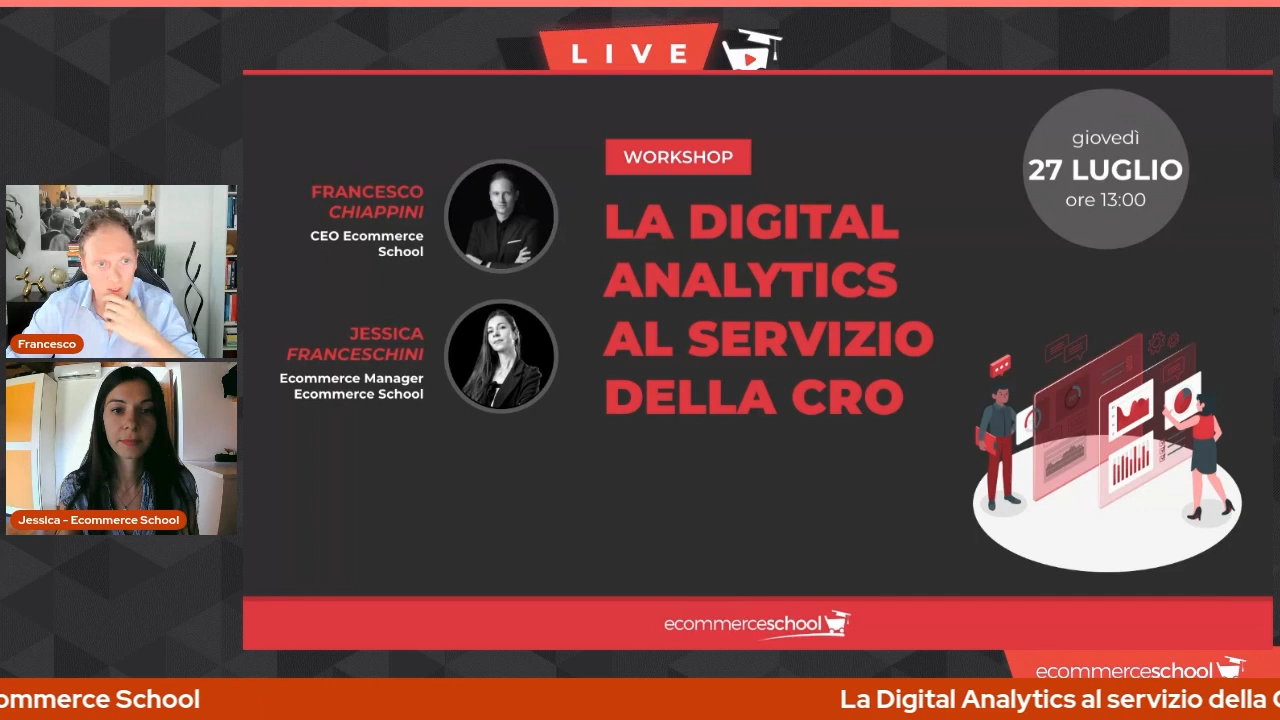 LIVE
giovedì
27 LUGLIO
ore 13:00
WORKSHOP
LA DIGITAL
ANALYTICS
AL SERVIZIO
DELLA CRO
FRANCESCO
CHIAPPINI
CEO Ecommerce
School
JESSICA
FRANCESCHINI
Ecommerce Manager
Ecommerce School
Francesco
Jessica - Ecommerce School
ecommerceschool
ecommerceschool
ommerce School
La Digital Analytics al servizio della